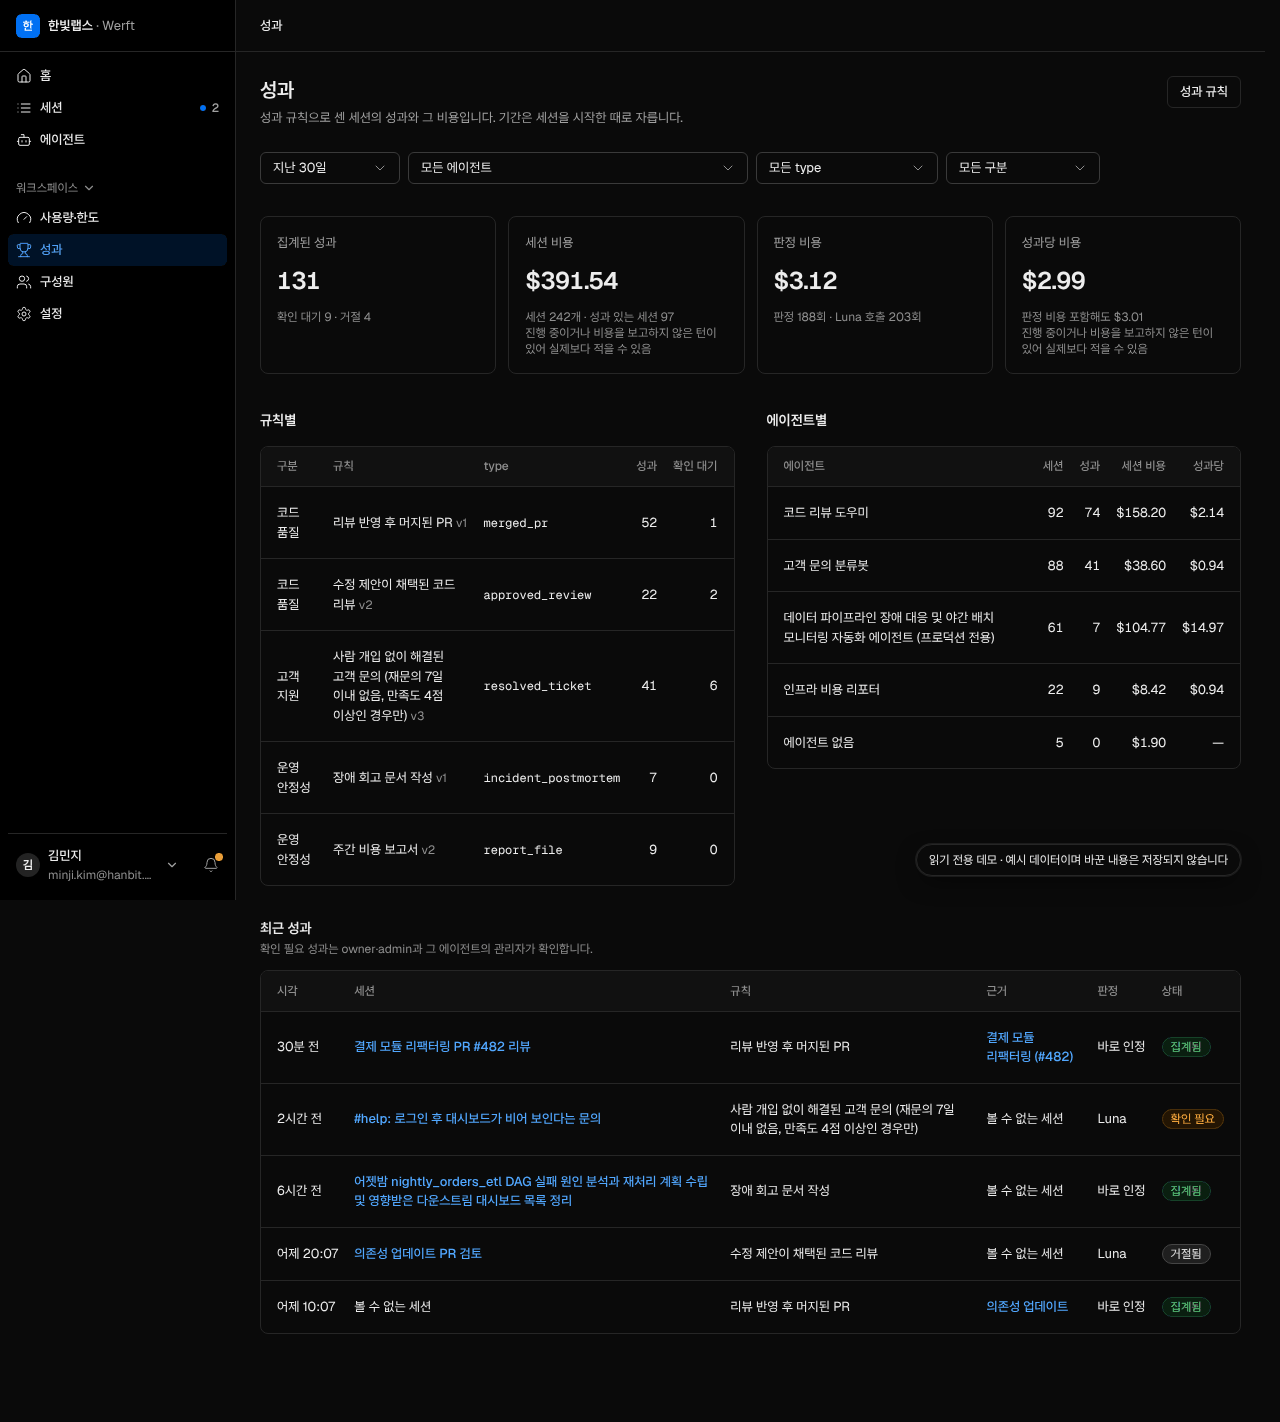 한 한빛랩스 · Werft
홈
세션 2
에이전트
워크스페이스
사용량·한도
성과
구성원
설정
김 김민지
minji.kim@hanbit.…
성과
성과
성과 규칙
성과 규칙으로 센 세션의 성과와 그 비용입니다. 기간은 세션을 시작한 때로 자릅니다.
지난 30일 모든 에이전트 모든 type 모든 구분
집계된 성과
131
확인 대기 9 · 거절 4
세션 비용
$391.54
세션 242개 · 성과 있는 세션 97
진행 중이거나 비용을 보고하지 않은 턴이
있어 실제보다 적을 수 있음
판정 비용
$3.12
판정 188회 · Luna 호출 203회
성과당 비용
$2.99
판정 비용 포함해도 $3.01
진행 중이거나 비용을 보고하지 않은 턴이
있어 실제보다 적을 수 있음
규칙별
구분 규칙 type 성과 확인 대기
코드
품질
리뷰 반영 후 머지된 PR v1 merged_pr 52 1
코드
품질
수정 제안이 채택된 코드
리뷰 v2
approved_review 22 2
고객
지원
사람 개입 없이 해결된
고객 문의 (재문의 7일
이내 없음, 만족도 4점
이상인 경우만) v3
resolved_ticket 41 6
운영
안정성
장애 회고 문서 작성 v1 incident_postmortem 7 0
운영
안정성
주간 비용 보고서 v2 report_file 9 0
에이전트별
에이전트 세션 성과 세션 비용 성과당
코드 리뷰 도우미 92 74 $158.20 $2.14
고객 문의 분류봇 88 41 $38.60 $0.94
데이터 파이프라인 장애 대응 및 야간 배치
모니터링 자동화 에이전트 (프로덕션 전용)
61 7 $104.77 $14.97
인프라 비용 리포터 22 9 $8.42 $0.94
에이전트 없음 5 0 $1.90 —
읽기 전용 데모 · 예시 데이터이며 바꾼 내용은 저장되지 않습니다
최근 성과
확인 필요 성과는 owner·admin과 그 에이전트의 관리자가 확인합니다.
시각 세션 규칙 근거 판정 상태
30분 전 결제 모듈 리팩터링 PR #482 리뷰 리뷰 반영 후 머지된 PR
결제 모듈
리팩터링 (#482)
바로 인정 집계됨
2시간 전 #help: 로그인 후 대시보드가 비어 보인다는 문의
사람 개입 없이 해결된 고객 문의 (재문의 7일
이내 없음, 만족도 4점 이상인 경우만)
볼 수 없는 세션 Luna 확인 필요
6시간 전
어젯밤 nightly_orders_etl DAG 실패 원인 분석과 재처리 계획 수립
및 영향받은 다운스트림 대시보드 목록 정리
장애 회고 문서 작성 볼 수 없는 세션 바로 인정 집계됨
어제 20:07 의존성 업데이트 PR 검토 수정 제안이 채택된 코드 리뷰 볼 수 없는 세션 Luna 거절됨
어제 10:07 볼 수 없는 세션 리뷰 반영 후 머지된 PR 의존성 업데이트 바로 인정 집계됨